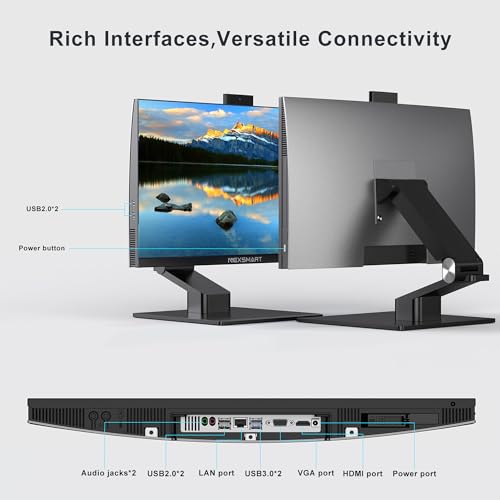 Rich Interfaces,Versatile Connectivity
USB2.0*2
Power button
NEXSMART
Audio jacks*2
USB2.0*2
LAN port
USB3.0*2
VGA port
HDMI port
Power port